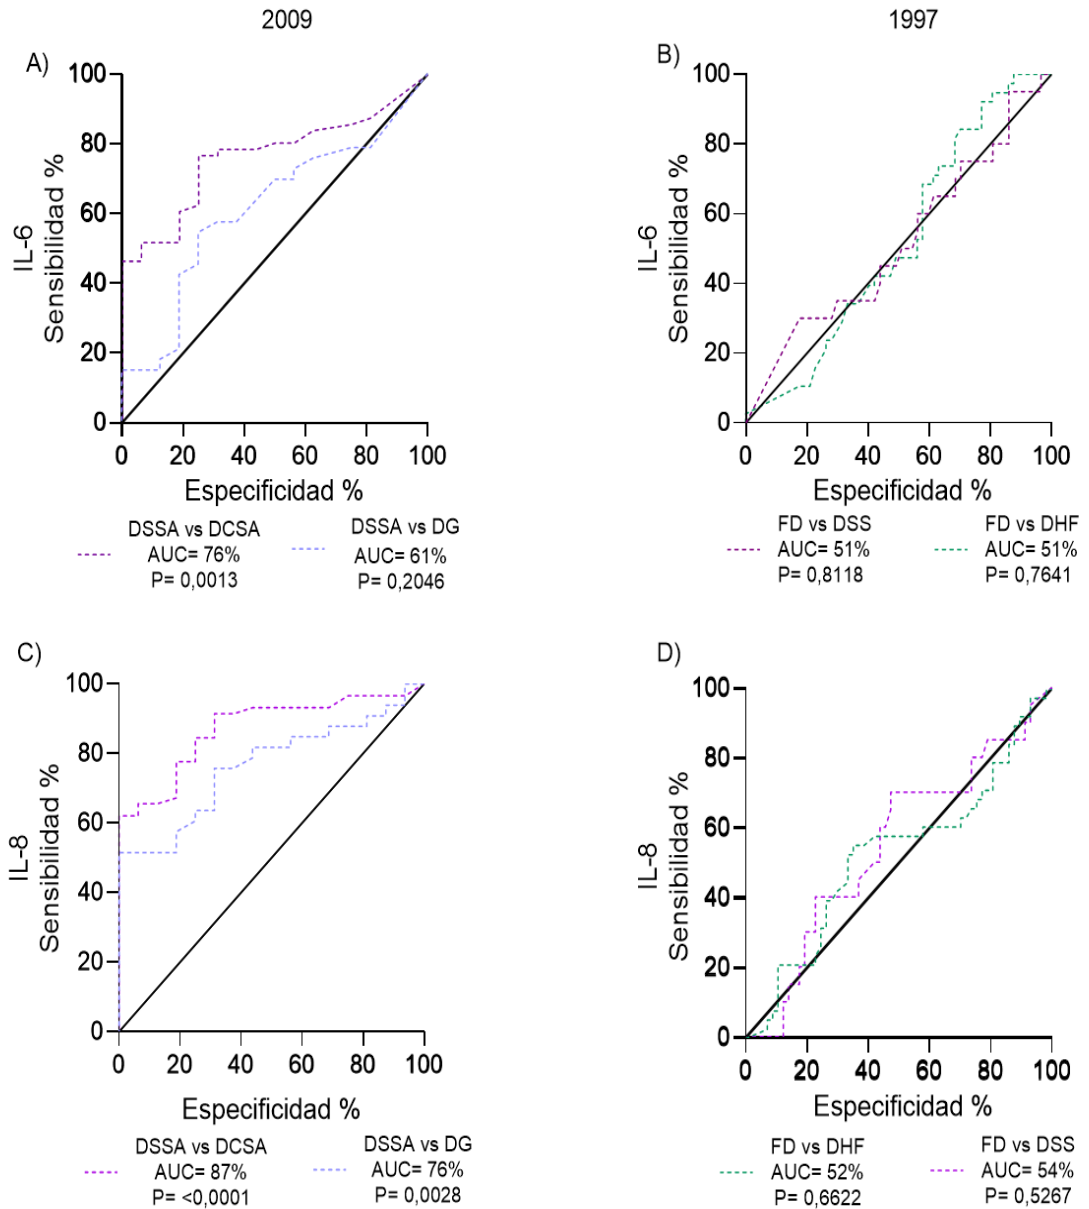 2009
1997
A)
100
80
60
40
20
0
IL-6
Sensibilidad %
0 20 40 60 80 100
Especificidad %
DSSA vs DCSA
AUC= 76%
P= 0,0013
DSSA vs DG
AUC= 61%
P= 0,2046
B)
100
80
60
40
20
0
IL-6
Sensibilidad %
0 20 40 60 80 100
Especificidad %
FD vs DSS
AUC= 51%
P= 0,8118
FD vs DHF
AUC= 51%
P= 0,7641
C)
100
80
60
40
20
0
IL-8
Sensibilidad %
0 20 40 60 80 100
Especificidad %
DSSA vs DCSA
AUC= 87%
P= <0,0001
DSSA vs DG
AUC= 76%
P= 0,0028
D)
100
80
60
40
20
0
IL-8
Sensibilidad %
0 20 40 60 80 100
Especificidad %
FD vs DHF
AUC= 52%
P= 0,6622
FD vs DSS
AUC= 54%
P= 0,5267